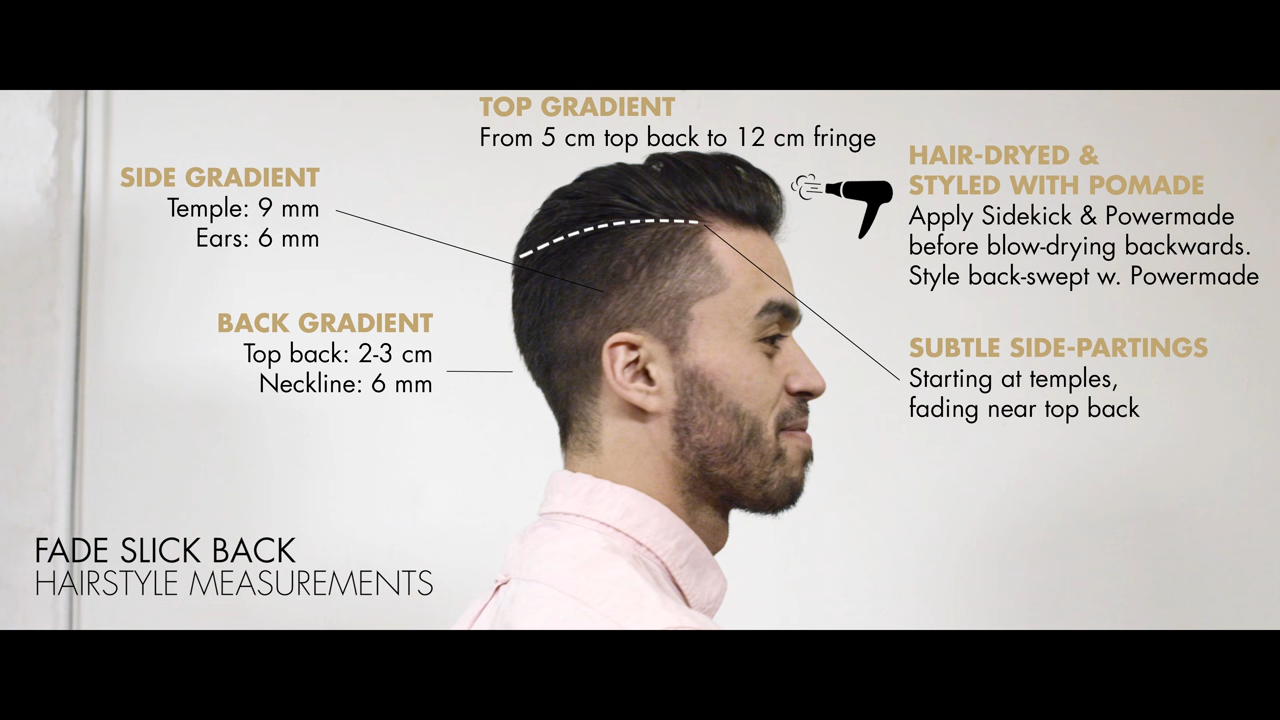 TOP GRADIENT
From 5 cm top back to 12 cm fringe
SIDE GRADIENT
Temple: 9 mm
Ears: 6 mm
HAIR-DRYED &
STYLED WITH POMADE
Apply Sidekick & Powermade
before blow-drying backwards.
Style back-swept w. Powermade
BACK GRADIENT
Top back: 2-3 cm
Neckline: 6 mm
SUBTLE SIDE-PARTINGS
Starting at temples,
fading near top back
FADE SLICK BACK
HAIRSTYLE MEASUREMENTS